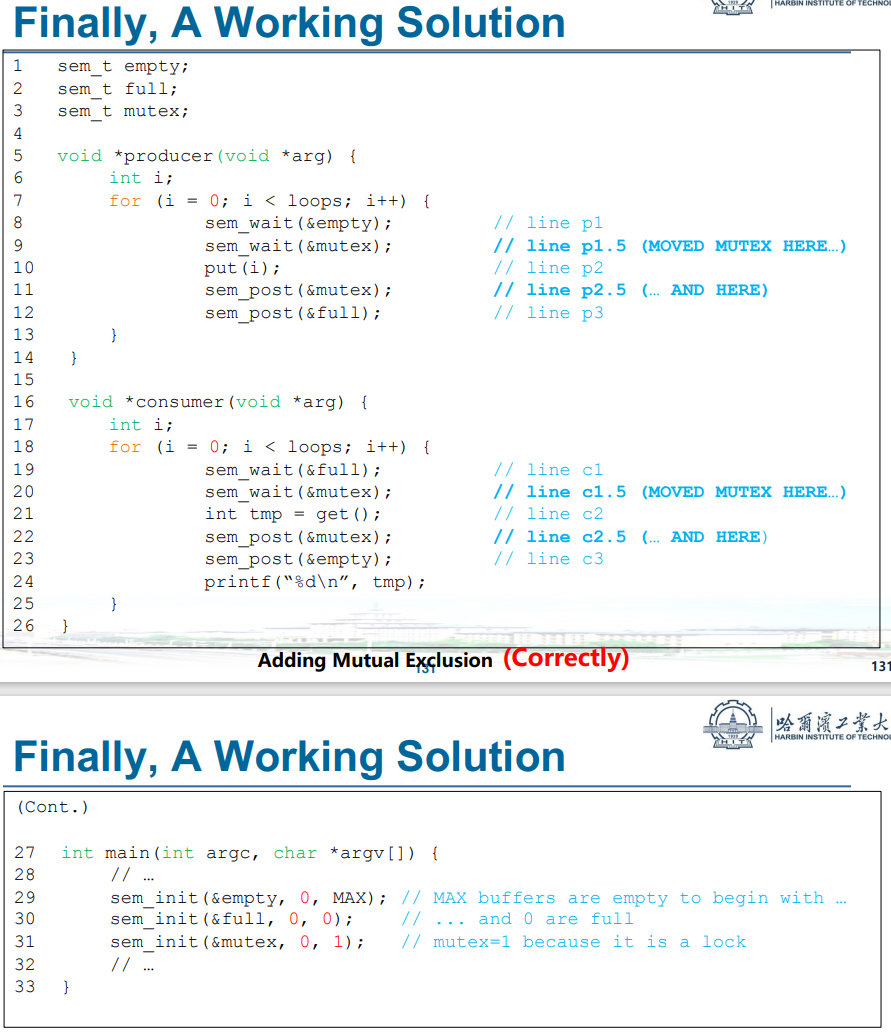 Finally, A Working Solution
HARBIN INSTITUTE OF TECHNOL
1 sem_t empty;
2 sem_t full;
3 sem_t mutex;
4
5 void *producer(void *arg) {
6 int i;
7 for (i = 0; i < loops; i++) {
8 sem_wait(&empty); // line p1
9 sem_wait(&mutex); // line p1.5 (MOVED MUTEX HERE…)
10 put(i); // line p2
11 sem_post(&mutex); // line p2.5 (… AND HERE)
12 sem_post(&full); // line p3
13 }
14 }
15
16 void *consumer(void *arg) {
17 int i;
18 for (i = 0; i < loops; i++) {
19 sem_wait(&full); // line c1
20 sem_wait(&mutex); // line c1.5 (MOVED MUTEX HERE…)
21 int tmp = get(); // line c2
22 sem_post(&mutex); // line c2.5 (… AND HERE)
23 sem_post(&empty); // line c3
24 printf(“%d\n”, tmp);
25 }
26 }
Adding Mutual Exclusion (Correctly)
131
131
哈爾濱工業大
HARBIN INSTITUTE OF TECHNOL
HIT
Finally, A Working Solution
(Cont.)
27 int main(int argc, char *argv[]) {
28 // …
29 sem_init(&empty, 0, MAX); // MAX buffers are empty to begin with …
30 sem_init(&full, 0, 0); // ... and 0 are full
31 sem_init(&mutex, 0, 1); // mutex=1 because it is a lock
32 // …
33 }